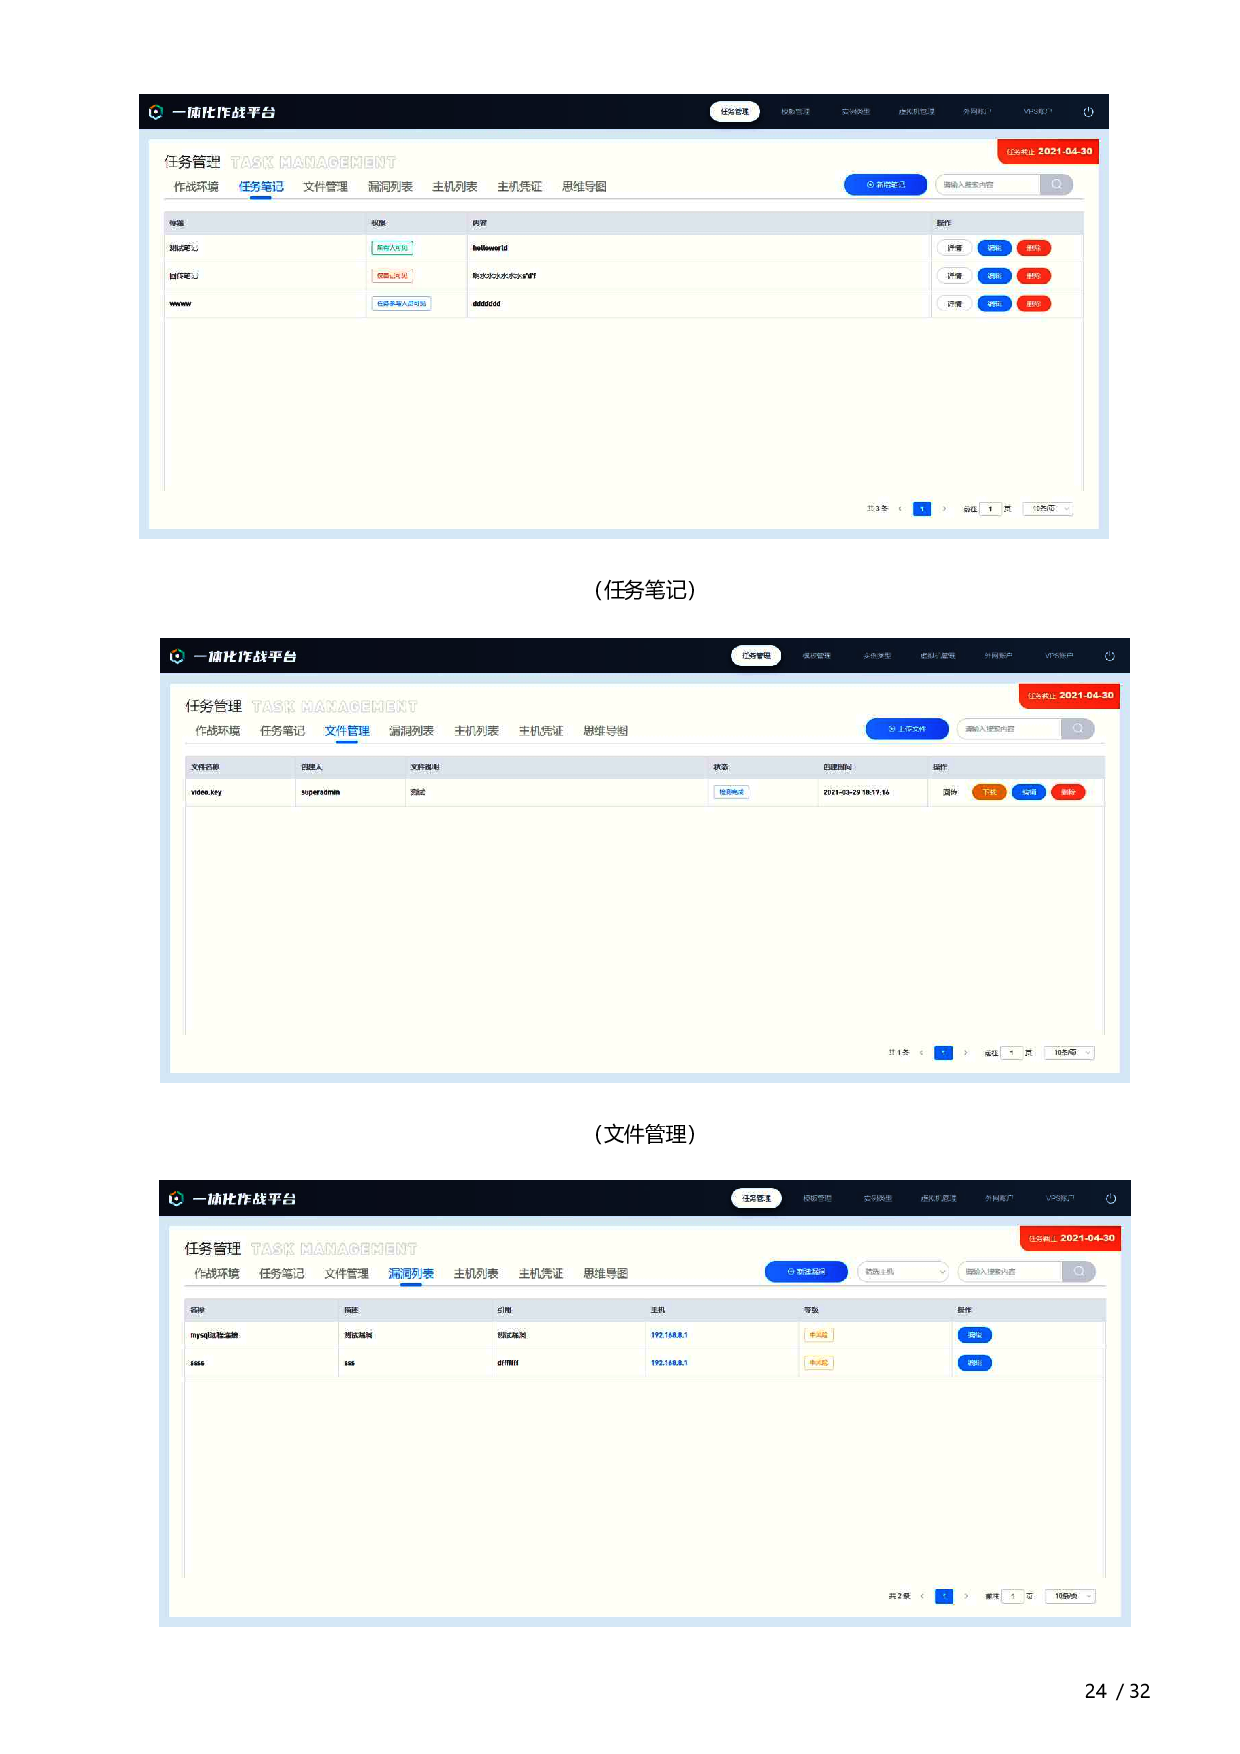 一体化作战平台 任务管理 模板管理 实例类型 虚拟机管理 外网账户 VPS账户
任务截止 2021-04-30
任务管理 TASK MANAGEMENT
作战环境 任务笔记 文件管理 漏洞列表 主机列表 主机凭证 思维导图 新增笔记 请输入搜索内容
标题 权限 内容 操作
测试笔记 所有人可见 helloworld 详情 编辑 删除
回传笔记 仅自己可见 详情 编辑 删除
wwww 任务参与人员可见 ddddddd 详情 编辑 删除
共 3 条 1 前往 1 页 10条/页
（任务笔记）
一体化作战平台 任务管理 模板管理 实例类型 虚拟机管理 外网账户 VPS账户
任务截止 2021-04-30
任务管理 TASK MANAGEMENT
作战环境 任务笔记 文件管理 漏洞列表 主机列表 主机凭证 思维导图 上传文件 请输入搜索内容
文件名称 创建人 文件说明 状态 创建时间 操作
video.key superadmin 测试 检测完成 2021-03-29 18:17:16 回传 下载 编辑 删除
共 1 条 1 前往 1 页 10条/页
（文件管理）
一体化作战平台 任务管理 模板管理 实例类型 虚拟机管理 外网账户 VPS账户
任务截止 2021-04-30
任务管理 TASK MANAGEMENT
作战环境 任务笔记 文件管理 漏洞列表 主机列表 主机凭证 思维导图 新建漏洞 请选主机 请输入搜索内容
名称 描述 引用 主机 等级 操作
mysql远程连接 测试漏洞 测试漏洞 192.168.8.1 中风险 编辑
ssss sss 192.168.8.1 中风险 编辑
共 2 条 1 前往 1 页 10条/页
24 / 32